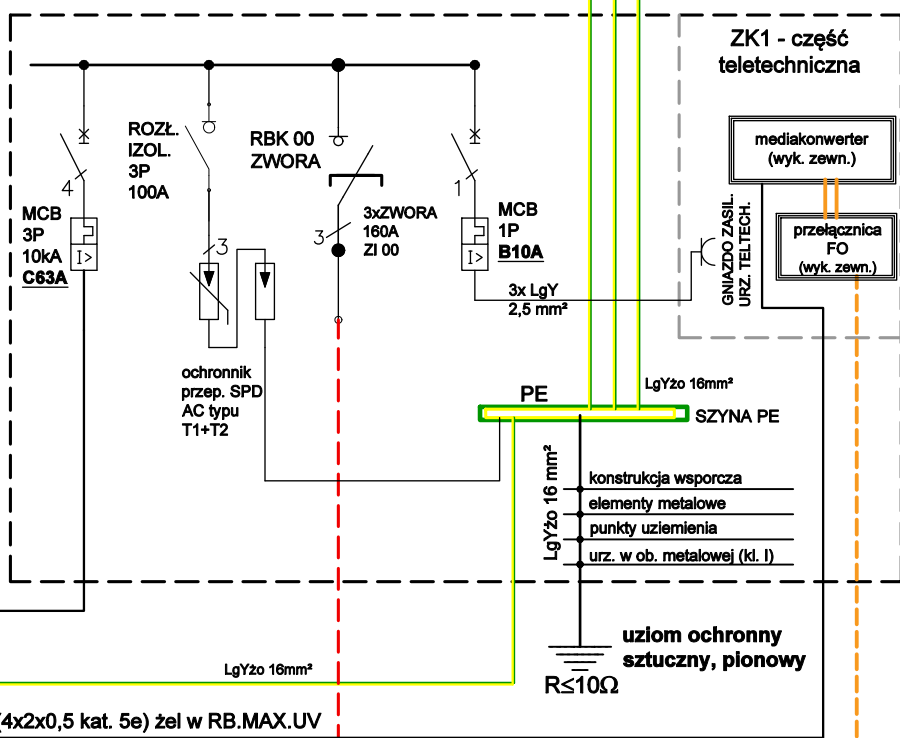 ZK1 - część
teletechniczna
mediakonwerter
(wyk. zewn.)
przełącznica
FO
(wyk. zewn.)
GNIAZDO ZASIL.
URZ. TELTECH.
ROZŁ.
IZOL.
3P
100A
RBK 00
ZWORA
4
1
MCB
3P
10kA
C63A
I>
3
3
3xZWORA
160A
ZI 00
MCB
1P
B10A
I>
3x LgY
2,5 mm²
ochronnik
przep. SPD
AC typu
T1+T2
PE
LgYżo 16mm²
SZYNA PE
LgYżo 16 mm²
konstrukcja wsporcza
elementy metalowe
punkty uziemienia
urz. w ob. metalowej (kl. I)
uziom ochronny
sztuczny, pionowy
R≤10Ω
LgYżo 16mm²
(4x2x0,5 kat. 5e) żel w RB.MAX.UV